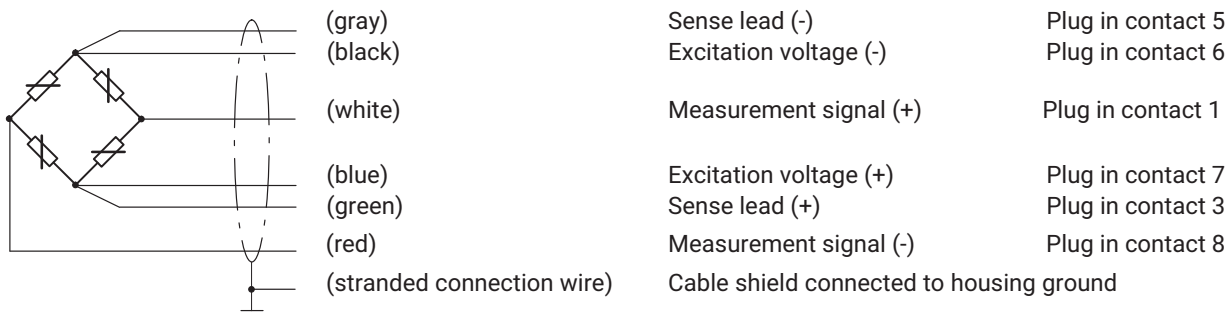 (gray) Sense lead (-) Plug in contact 5
(black) Excitation voltage (-) Plug in contact 6
(white) Measurement signal (+) Plug in contact 1
(blue) Excitation voltage (+) Plug in contact 7
(green) Sense lead (+) Plug in contact 3
(red) Measurement signal (-) Plug in contact 8
(stranded connection wire) Cable shield connected to housing ground